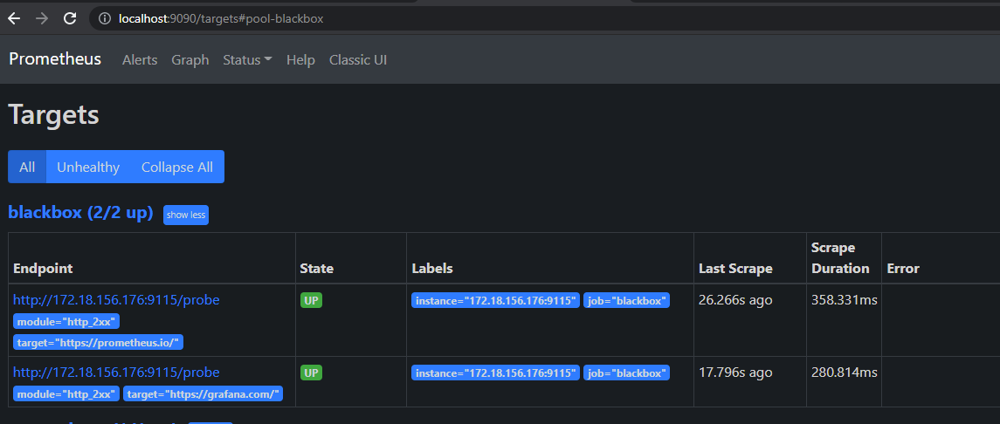 localhost:9090/targets#pool-blackbox
Prometheus Alerts Graph Status Help Classic UI
Targets
All Unhealthy Collapse All
blackbox (2/2 up) show less
Endpoint State Labels Last Scrape Scrape Duration Error
http://172.18.156.176:9115/probe UP instance="172.18.156.176:9115" job="blackbox" 26.266s ago 358.331ms
module="http_2xx"
target="https://prometheus.io/"
http://172.18.156.176:9115/probe UP instance="172.18.156.176:9115" job="blackbox" 17.796s ago 280.814ms
module="http_2xx" target="https://grafana.com/"